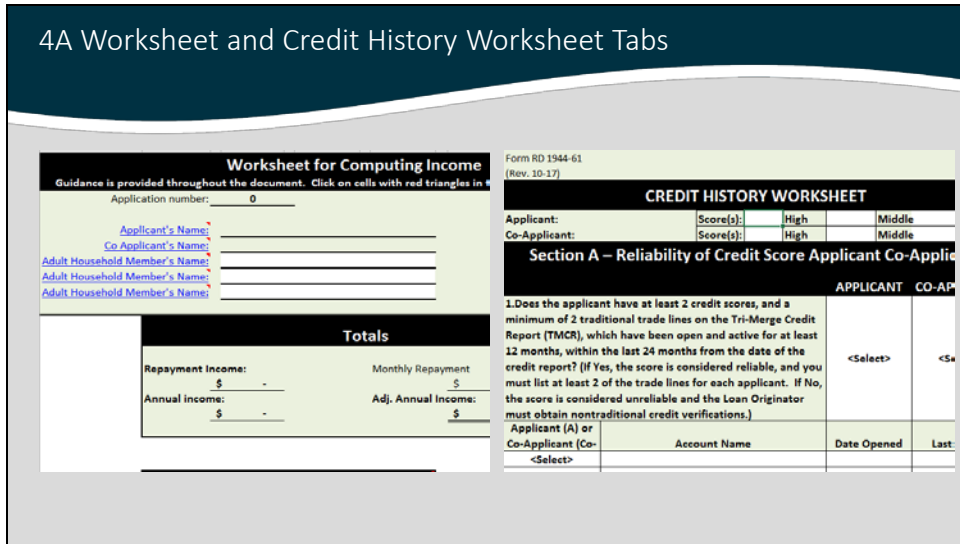 4A Worksheet and Credit History Worksheet Tabs
Worksheet for Computing Income
Guidance is provided throughout the document. Click on cells with red triangles in
Application number: 0
Applicant's Name:
Co Applicant's Name:
Adult Household Member's Name:
Adult Household Member's Name:
Adult Household Member's Name:
Totals
Repayment Income: Monthly Repayment
$ - $
Annual income: Adj. Annual Income:
$ - $
Form RD 1944-61
(Rev. 10-17)
CREDIT HISTORY WORKSHEET
Applicant: Score(s): High Middle
Co-Applicant: Score(s): High Middle
Section A – Reliability of Credit Score Applicant Co-Applic
APPLICANT CO-AP
1.Does the applicant have at least 2 credit scores, and a
minimum of 2 traditional trade lines on the Tri-Merge Credit
Report (TMCR), which have been open and active for at least
12 months, within the last 24 months from the date of the
credit report? (If Yes, the score is considered reliable, and you
must list at least 2 of the trade lines for each applicant. If No,
the score is considered unreliable and the Loan Originator
must obtain nontraditional credit verifications.)
<Select> <Se
Applicant (A) or
Co-Applicant (Co- Account Name Date Opened Last
<Select>